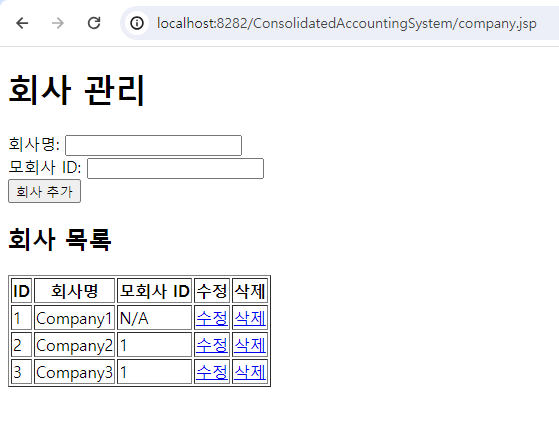 localhost:8282/ConsolidatedAccountingSystem/company.jsp
회사 관리
회사명:
모회사 ID:
회사 추가
회사 목록
ID 회사명 모회사 ID 수정 삭제
1 Company1 N/A 수정 삭제
2 Company2 1 수정 삭제
3 Company3 1 수정 삭제